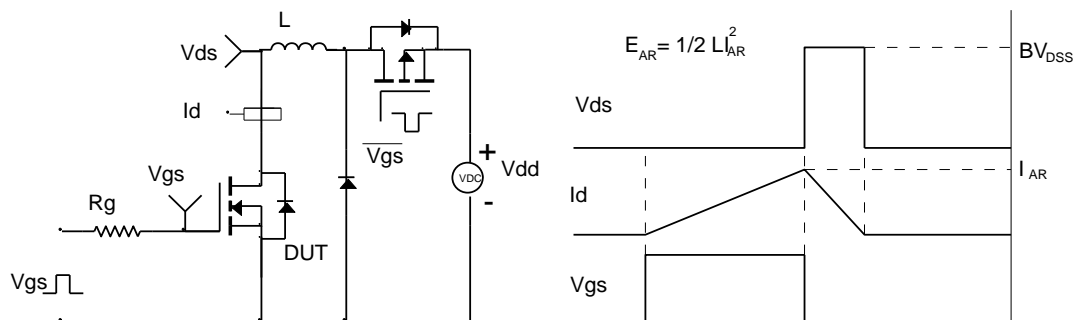 L
Vds
Id
Vgs
Rg
Vgs
DUT
Vgs
+
VDC
Vdd
-
E_AR = 1/2 LI_AR^2
BV_DSS
Vds
I_AR
Id
Vgs